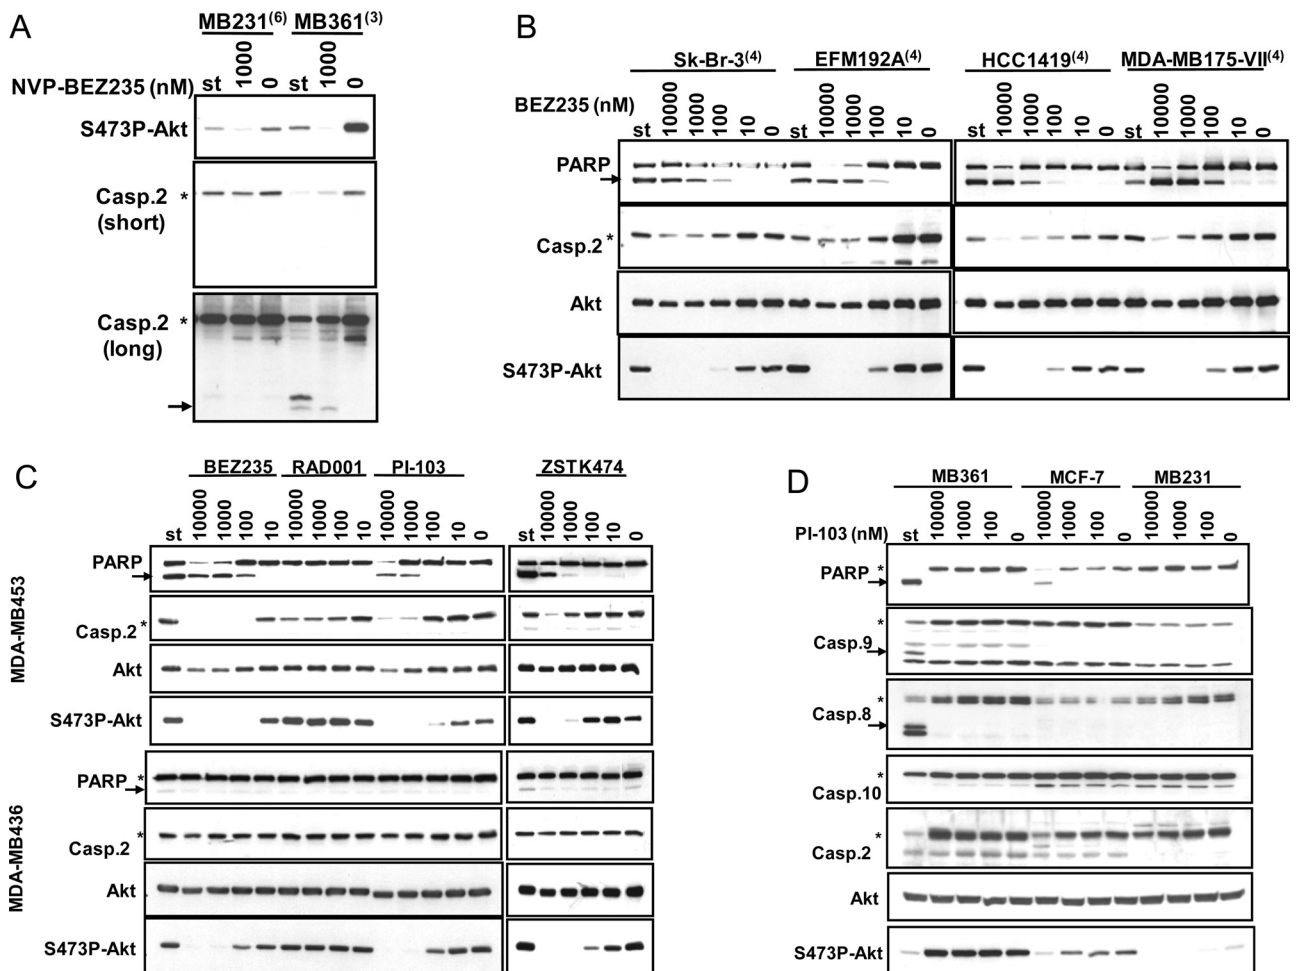 A
MB231(6) MB361(3)
NVP-BEZ235 (nM) st 1000 0 st 1000 0
S473P-Akt
Casp.2 *
(short)
Casp.2 *
(long)
B
Sk-Br-3(4) EFM192A(4) HCC1419(4) MDA-MB175-VII(4)
BEZ235 (nM) st 10000 1000 100 10 0 st 10000 1000 100 10 0 st 10000 1000 100 10 0 st 10000 1000 100 10 0
PARP
Casp.2 *
Akt
S473P-Akt
C
BEZ235 RAD001 PI-103 ZSTK474
st 10000 1000 100 10 10000 1000 100 10 10000 1000 100 10 0 st 10000 1000 100 10 0
MDA-MB453
PARP
Casp.2 *
Akt
S473P-Akt
MDA-MB436
PARP *
Casp.2 *
Akt
S473P-Akt
D
MB361 MCF-7 MB231
PI-103 (nM) st 10000 1000 100 0 10000 1000 100 0 10000 1000 100 0
PARP *
Casp.9 *
Casp.8 *
Casp.10 *
Casp.2 *
Akt
S473P-Akt